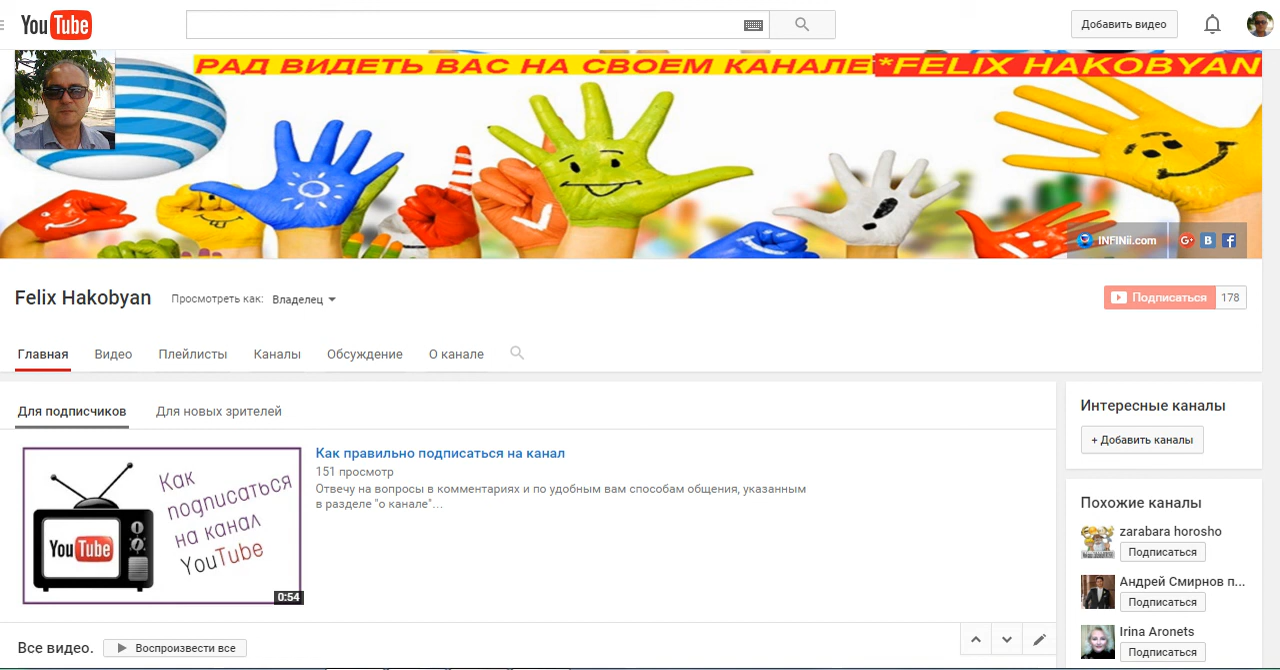 YouTube
Добавить видео
РАД ВИДЕТЬ ВАС НА СВОЕМ КАНАЛЕ*FELIX HAKOBYAN
INFINii.com
G+ B f
Felix Hakobyan
Просмотреть как: Владелец
Подписаться 178
Главная Видео Плейлисты Каналы Обсуждение О канале
Для подписчиков Для новых зрителей
Как
подписаться
на канал
YouTube
YouTube
0:54
Как правильно подписаться на канал
151 просмотр
Отвечу на вопросы в комментариях и по удобным вам способам общения, указанным
в разделе "о канале"...
Все видео. Воспроизвести все
Интересные каналы
+ Добавить каналы
Похожие каналы
zarabara horosho
Подписаться
Андрей Смирнов п...
Подписаться
Irina Aronets
Подписаться